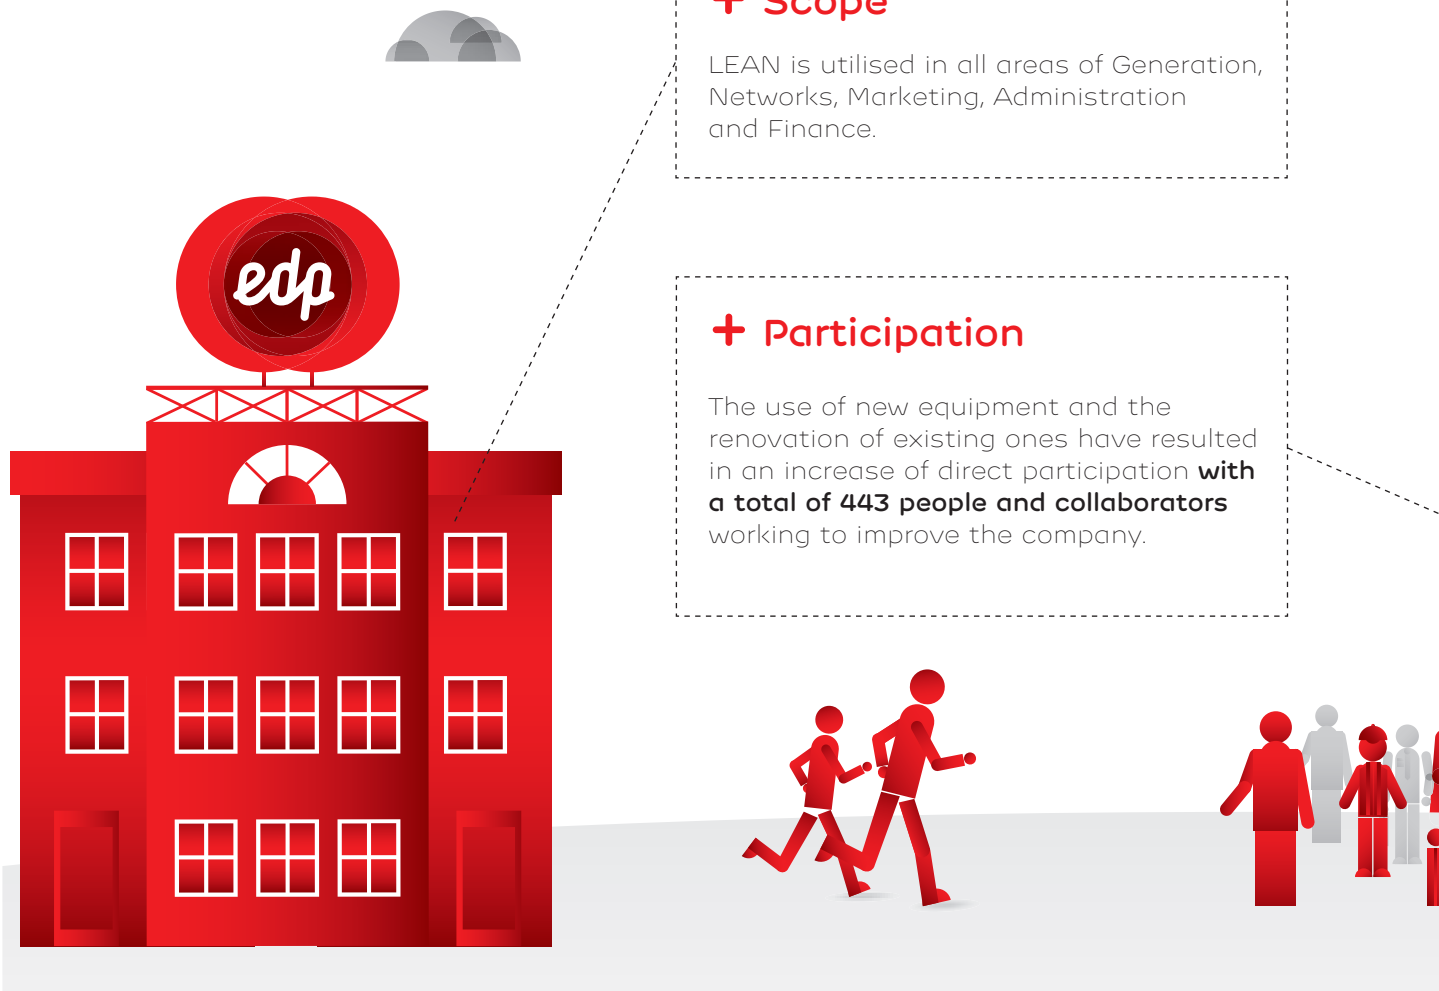 + Scope
LEAN is utilised in all areas of Generation,
Networks, Marketing, Administration
and Finance.
edp
+ Participation
The use of new equipment and the
renovation of existing ones have resulted
in an increase of direct participation with
a total of 443 people and collaborators
working to improve the company.